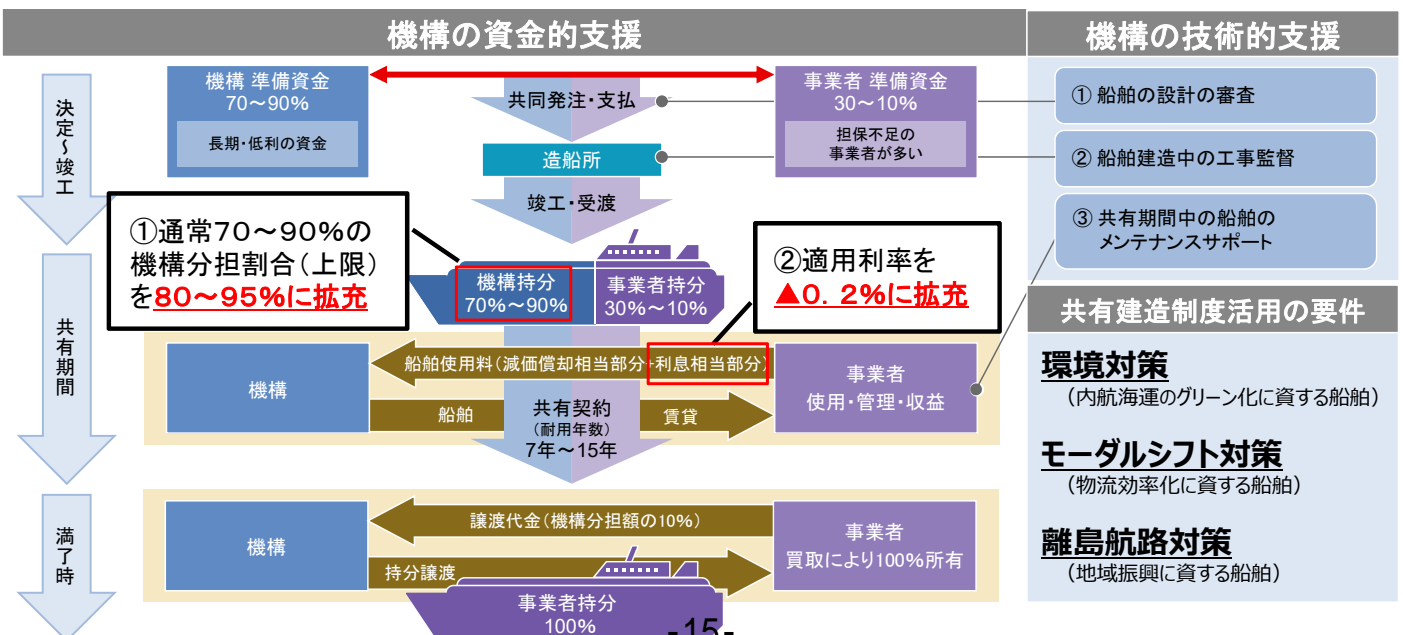 機構の資金的支援
機構の技術的支援
決定～竣工
機構 準備資金
70～90%
長期・低利の資金
共同発注・支払
事業者 準備資金
30～10%
担保不足の
事業者が多い
造船所
竣工・受渡
① 船舶の設計の審査
② 船舶建造中の工事監督
③ 共有期間中の船舶の
メンテナンスサポート
①通常70～90%の
機構分担割合(上限)
を80～95%に拡充
機構持分
70%～90%
事業者持分
30%～10%
②適用利率を
▲0．2%に拡充
共有期間
船舶使用料(減価償却相当部分+利息相当部分)
機構
事業者
使用・管理・収益
船舶
共有契約
(耐用年数)
7年～15年
賃貸
共有建造制度活用の要件
環境対策
(内航海運のグリーン化に資する船舶)
モーダルシフト対策
(物流効率化に資する船舶)
離島航路対策
(地域振興に資する船舶)
満了時
機構
譲渡代金(機構分担額の10%)
事業者
買取により100%所有
持分譲渡
事業者持分
100%
-15-